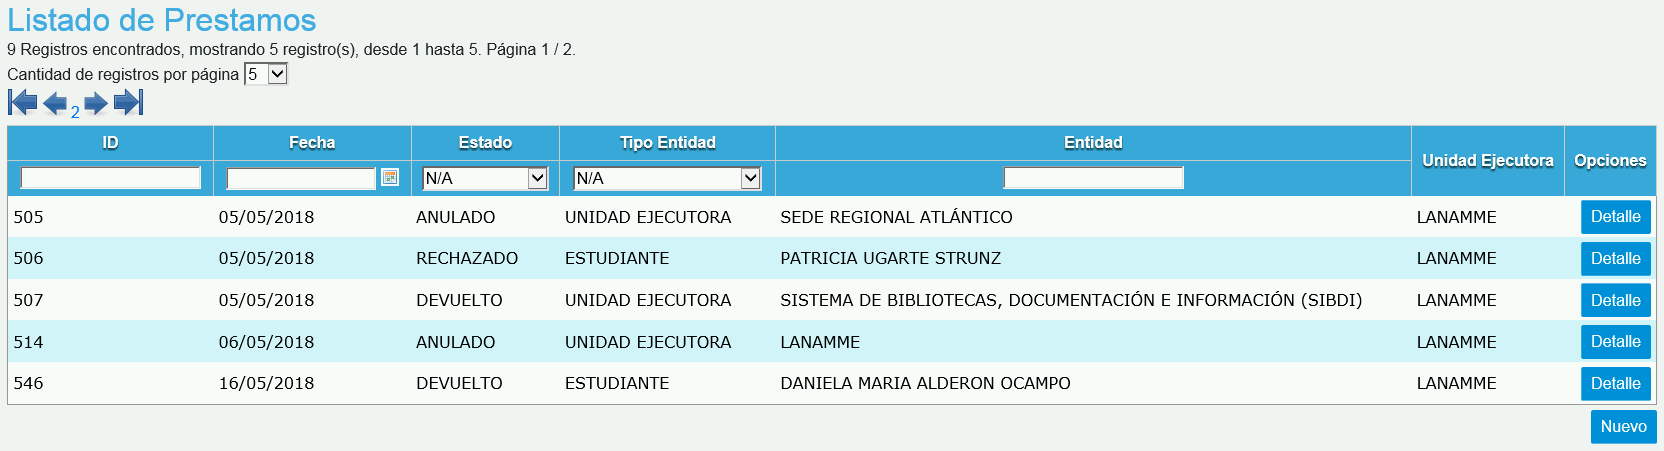 Listado de Prestamos
9 Registros encontrados, mostrando 5 registro(s), desde 1 hasta 5. Página 1 / 2.
Cantidad de registros por página 5
2
ID Fecha Estado Tipo Entidad Entidad Unidad Ejecutora Opciones
N/A N/A
505 05/05/2018 ANULADO UNIDAD EJECUTORA SEDE REGIONAL ATLÁNTICO LANAMME Detalle
506 05/05/2018 RECHAZADO ESTUDIANTE PATRICIA UGARTE STRUNZ LANAMME Detalle
507 05/05/2018 DEVUELTO UNIDAD EJECUTORA SISTEMA DE BIBLIOTECAS, DOCUMENTACIÓN E INFORMACIÓN (SIBDI) LANAMME Detalle
514 06/05/2018 ANULADO UNIDAD EJECUTORA LANAMME LANAMME Detalle
546 16/05/2018 DEVUELTO ESTUDIANTE DANIELA MARIA ALDERON OCAMPO LANAMME Detalle
Nuevo